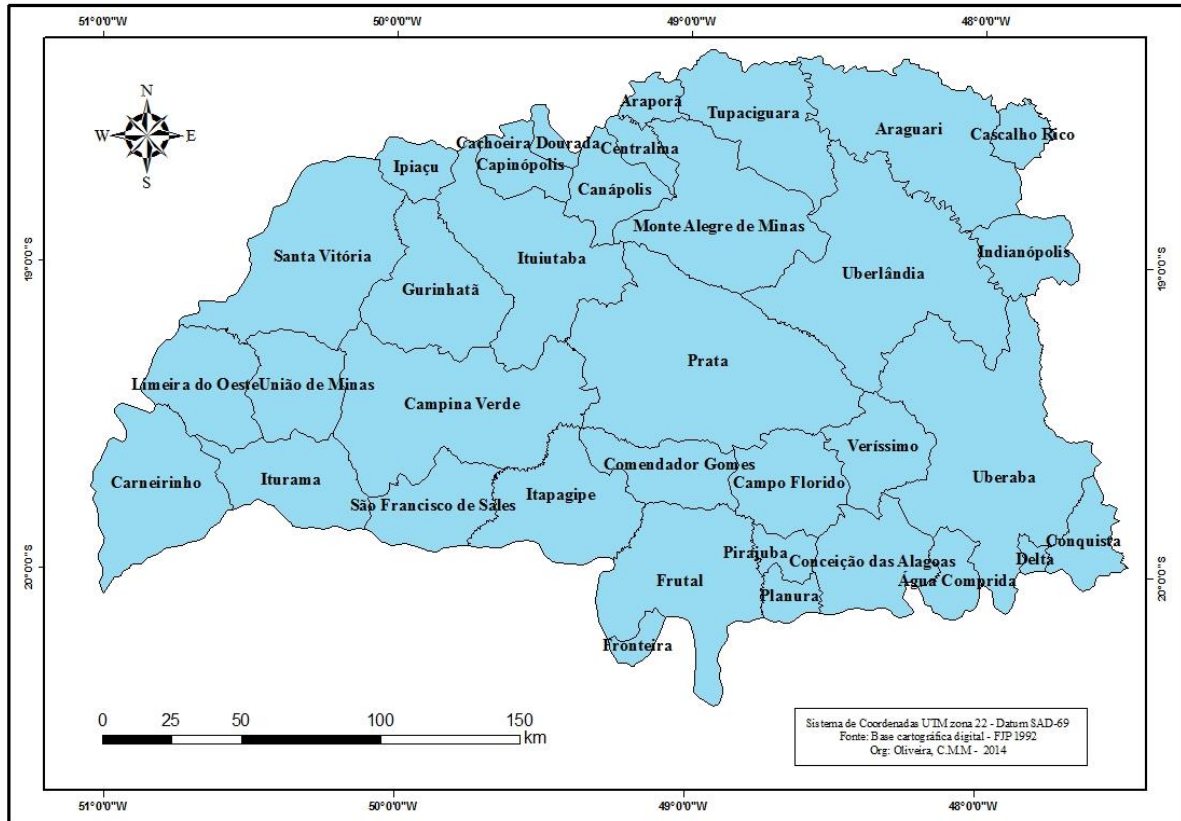 51°0'0"W 50°0'0"W 49°0'0"W 48°0'0"W
N
W E
S
Araporã
Tupaciguara
Araguari
Cascalho Rico
Cachoeira Dourada
Centralina
Ipiaçu
Capinópolis
Canápolis
Monte Alegre de Minas
Santa Vitória
Ituiutaba
Indianópolis
19°0'0"S
19°0'0"S
Uberlândia
Gurinhatã
Prata
Limeira do Oeste
União de Minas
Campina Verde
Veríssimo
Comendador Gomes
Carneirinho
Iturama
Campo Florido
Uberaba
São Francisco de Sales
Itapagipe
Conquista
Pirajuba
Conceição das Alagoas
Delta
20°0'0"S
20°0'0"S
Frutal
Água Comprida
Planura
Fronteira
0 25 50 100 150
km
Sistema de Coordenadas UTM zona 22 - Datum SAD-69
Fonte: Base cartográfica digital - FJP 1992
Org: Oliveira, C.M.M - 2014
51°0'0"W 50°0'0"W 49°0'0"W 48°0'0"W